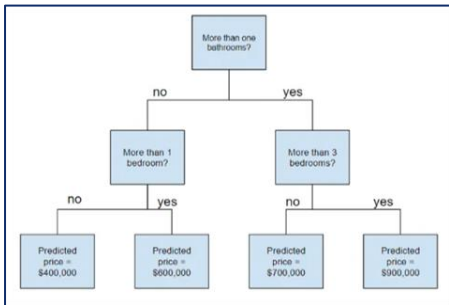 More than one
bathrooms?
no
yes
More than 1
bedroom?
More than 3
bedrooms?
no
yes
no
yes
Predicted
price =
$400,000
Predicted
price =
$600,000
Predicted
price =
$700,000
Predicted
price =
$900,000